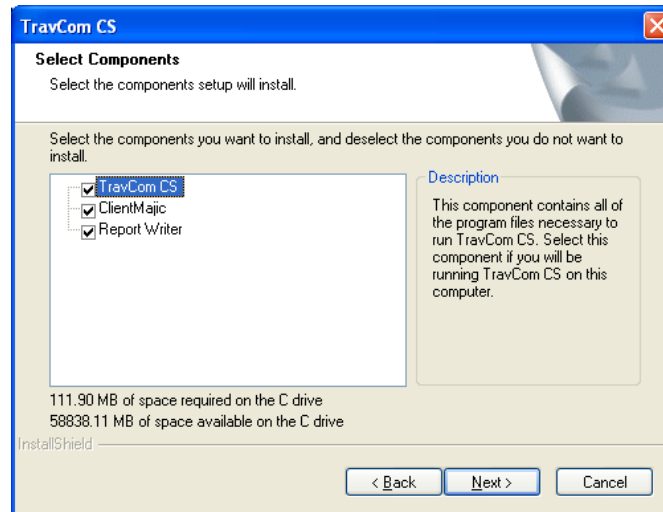 TravCom CS
Select Components
Select the components setup will install.
Select the components you want to install, and deselect the components you do not want to
install.
TravCom CS
ClientMajic
Report Writer
Description
This component contains all of
the program files necessary to
run TravCom CS. Select this
component if you will be
running TravCom CS on this
computer.
111.90 MB of space required on the C drive
58838.11 MB of space available on the C drive
InstallShield
< Back
Next >
Cancel